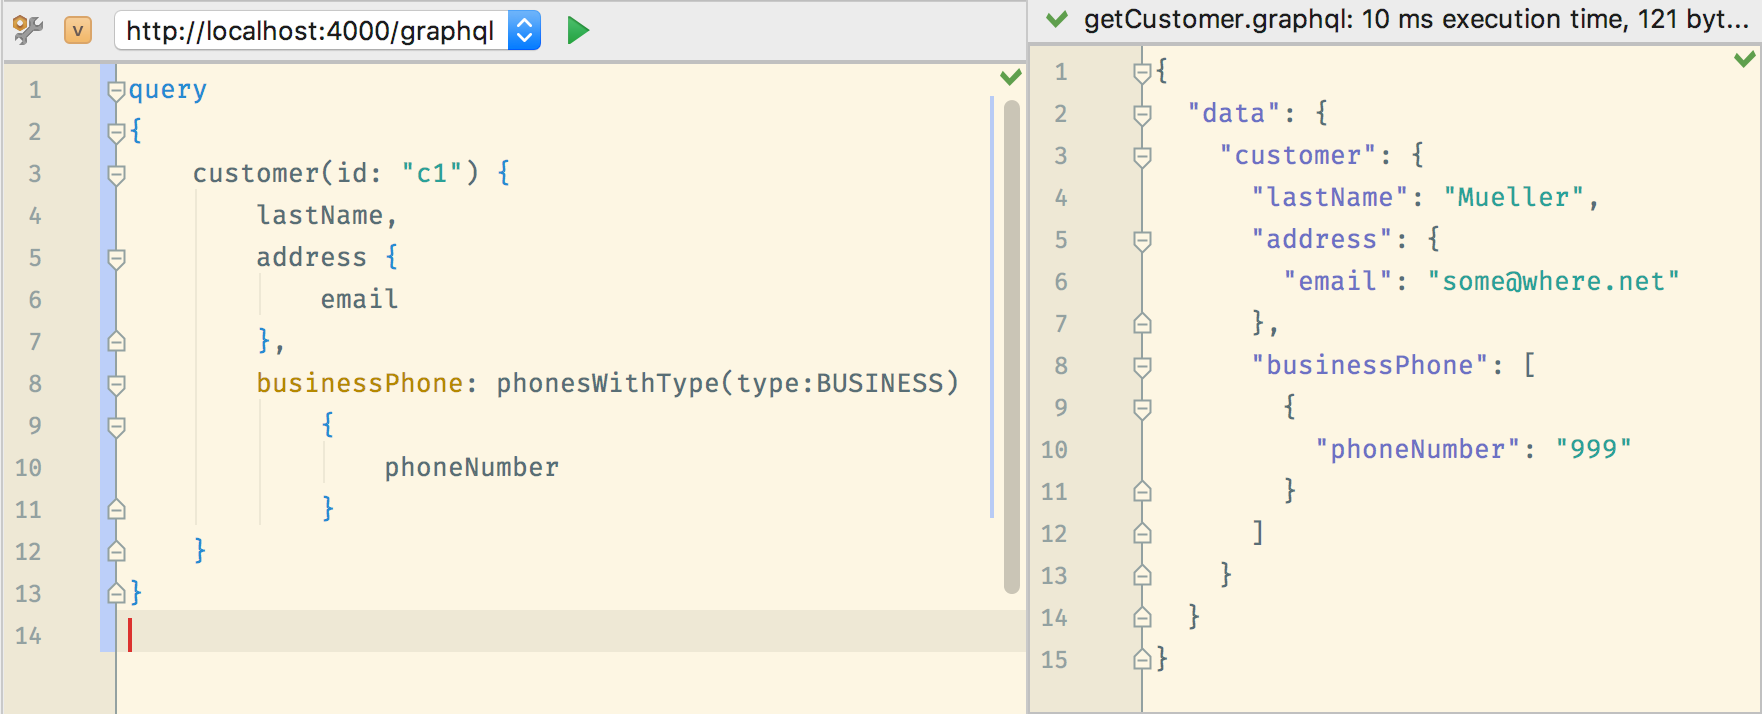 V
http://localhost:4000/graphql
1 query
2 {
3 customer(id: "c1") {
4 lastName,
5 address {
6 email
7 },
8 businessPhone: phonesWithType(type:BUSINESS)
9 {
10 phoneNumber
11 }
12 }
13 }
14
getCustomer.graphql: 10 ms execution time, 121 byt...
1 {
2 "data": {
3 "customer": {
4 "lastName": "Mueller",
5 "address": {
6 "email": "some@where.net"
7 },
8 "businessPhone": [
9 {
10 "phoneNumber": "999"
11 }
12 ]
13 }
14 }
15 }